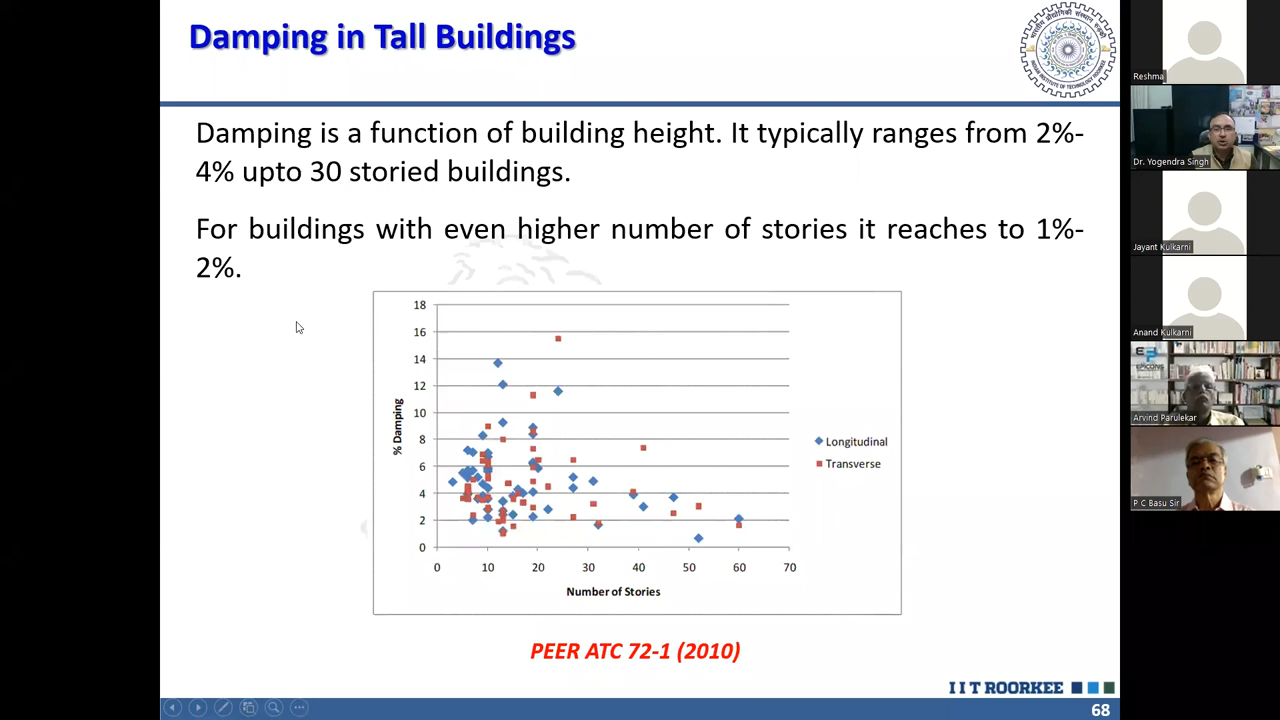 Damping in Tall Buildings
Damping is a function of building height. It typically ranges from 2%-
4% upto 30 storied buildings.
For buildings with even higher number of stories it reaches to 1%-
2%.
18
16
14
12
10
8
6
4
2
0
% Damping
0 10 20 30 40 50 60 70
Number of Stories
Longitudinal
Transverse
PEER ATC 72-1 (2010)
I I T ROORKEE
68
Reshma
Dr. Yogendra Singh
Jayant Kulkarni
Anand Kulkarni
EPICONS
Arvind Parulekar
P C Basu Sir